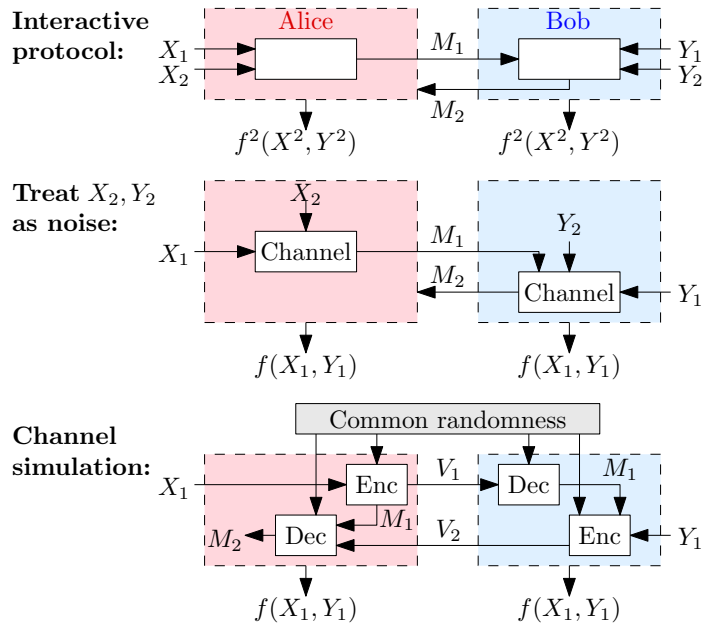 Interactive protocol:
Alice
Bob
X_1
X_2
M_1
Y_1
Y_2
M_2
f^2(X^2, Y^2)
f^2(X^2, Y^2)
Treat X_2, Y_2 as noise:
X_2
Y_2
X_1
Channel
M_1
M_2
Channel
Y_1
f(X_1, Y_1)
f(X_1, Y_1)
Channel simulation:
Common randomness
X_1
Enc
V_1
Dec
M_1
M_1
M_2
Dec
V_2
Enc
Y_1
f(X_1, Y_1)
f(X_1, Y_1)